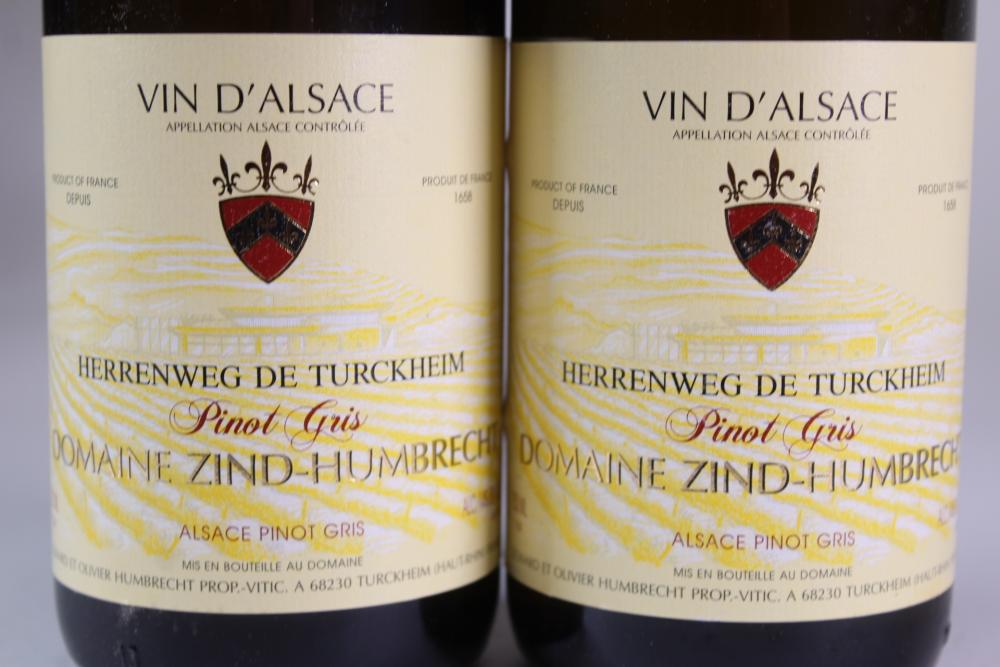 VIN D'ALSACE
APPELLATION ALSACE CONTRÔLÉE
PRODUCT OF FRANCE
DEPUIS
PRODUIT DE FRANCE
1658
HERRENWEG DE TURCKHEIM
Pinot Gris
DOMAINE ZIND-HUMBRECHT
ALSACE PINOT GRIS
MIS EN BOUTEILLE AU DOMAINE
ET OLIVIER HUMBRECHT PROP.-VITIC. A 68230 TURCKHEIM (HAUT-RHIN)
VIN D'ALSACE
APPELLATION ALSACE CONTRÔLÉE
PRODUCT OF FRANCE
DEPUIS
PRODUIT DE FRANCE
1658
HERRENWEG DE TURCKHEIM
Pinot Gris
DOMAINE ZIND-HUMBRECH
ALSACE PINOT GRIS
MIS EN BOUTEILLE AU DOMAINE
ET OLIVIER HUMBRECHT PROP.-VITIC. A 68230 TURCKHEIM